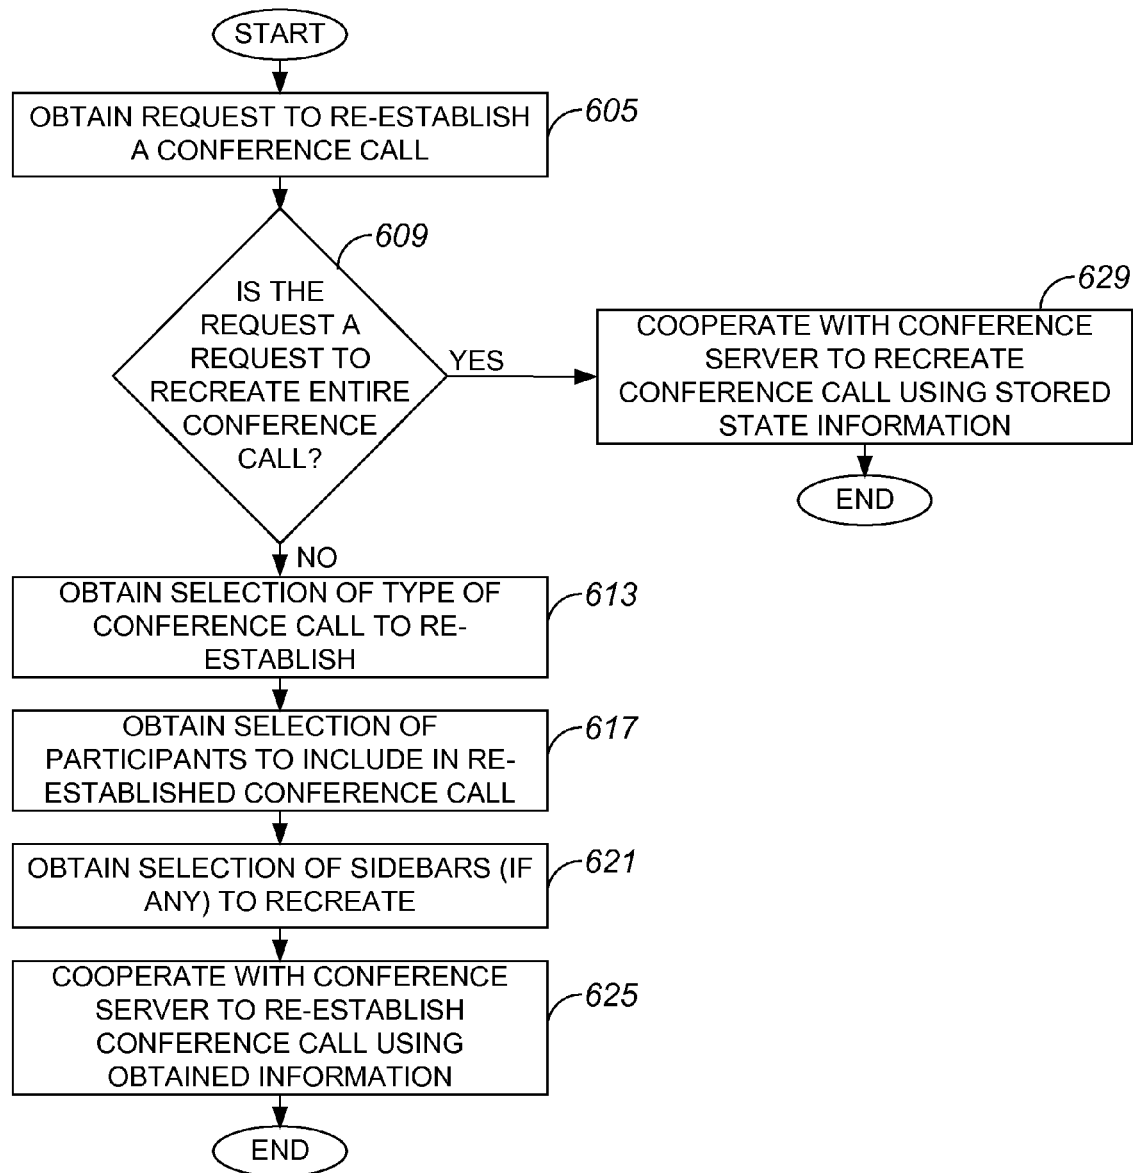 START
OBTAIN REQUEST TO RE-ESTABLISH
A CONFERENCE CALL
605
609
IS THE
REQUEST A
REQUEST TO
RECREATE ENTIRE
CONFERENCE
CALL?
YES
629
COOPERATE WITH CONFERENCE
SERVER TO RECREATE
CONFERENCE CALL USING STORED
STATE INFORMATION
END
NO
OBTAIN SELECTION OF TYPE OF
CONFERENCE CALL TO RE-
ESTABLISH
613
OBTAIN SELECTION OF
PARTICIPANTS TO INCLUDE IN RE-
ESTABLISHED CONFERENCE CALL
617
OBTAIN SELECTION OF SIDEBARS (IF
ANY) TO RECREATE
621
COOPERATE WITH CONFERENCE
SERVER TO RE-ESTABLISH
CONFERENCE CALL USING
OBTAINED INFORMATION
625
END